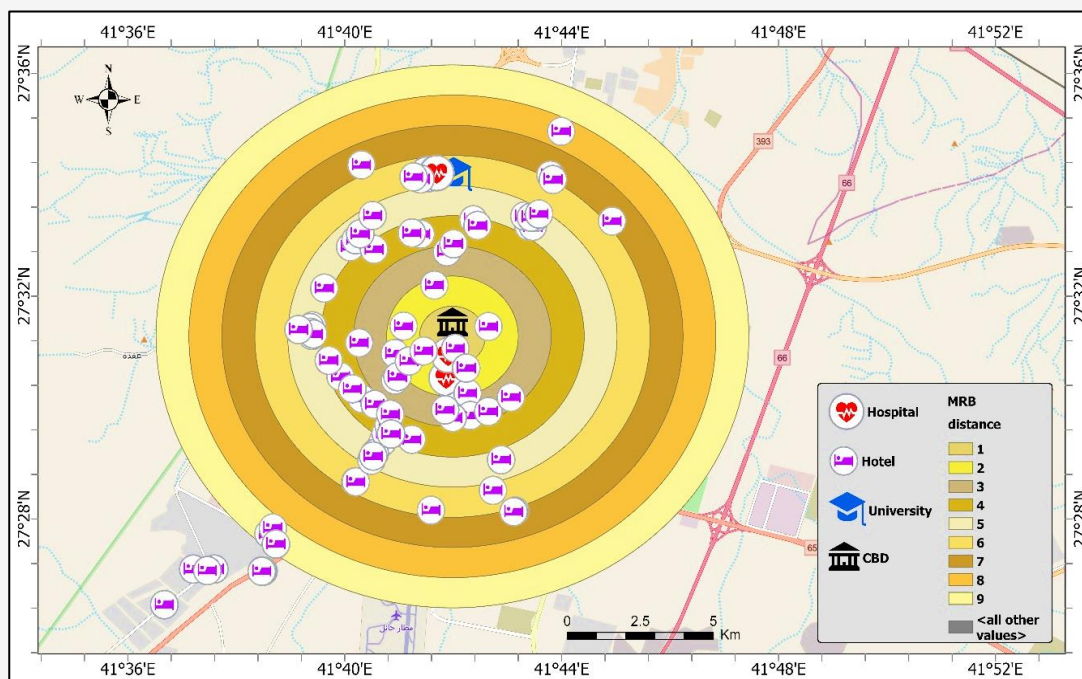 41°36'E 41°40'E 41°44'E 41°48'E 41°52'E
27°36'N
27°36'N
N
W E
S
393
66
27°32'N
27°32'N
66
Hospital
Hotel
University
CBD
MRB
distance
1
2
3
4
5
6
7
8
9
<all other
values>
27°28'N
27°28'N
65
مطار حائل
0 2.5 5
Km
41°36'E 41°40'E 41°44'E 41°48'E 41°52'E